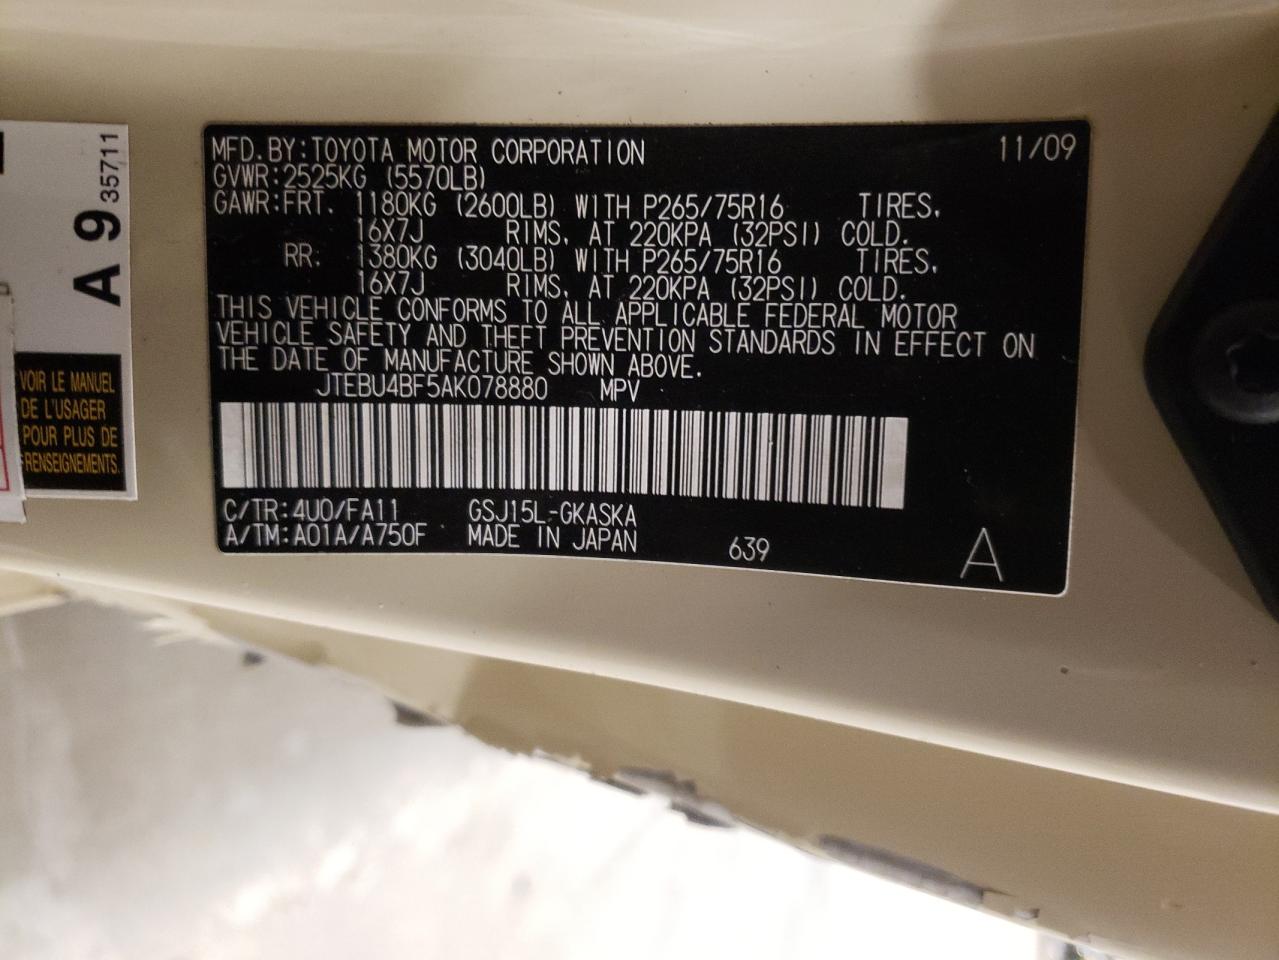 MFD.BY:TOYOTA MOTOR CORPORATION 11/09
GVWR:2525KG (5570LB)
GAWR:FRT. 1180KG (2600LB) WITH P265/75R16 TIRES,
16X7J RIMS, AT 220KPA (32PSI) COLD.
RR. 1380KG (3040LB) WITH P265/75R16 TIRES,
16X7J RIMS, AT 220KPA (32PSI) COLD.
THIS VEHICLE CONFORMS TO ALL APPLICABLE FEDERAL MOTOR
VEHICLE SAFETY AND THEFT PREVENTION STANDARDS IN EFFECT ON
THE DATE OF MANUFACTURE SHOWN ABOVE.
JTEBU4BF5AK078880 MPV
C/TR:4U0/FA11 GSJ15L-GKASKA
A/TM:A01A/A750F MADE IN JAPAN 639 A
A 9 35711
VOIR LE MANUEL
DE L'USAGER
POUR PLUS DE
RENSEIGNEMENTS.